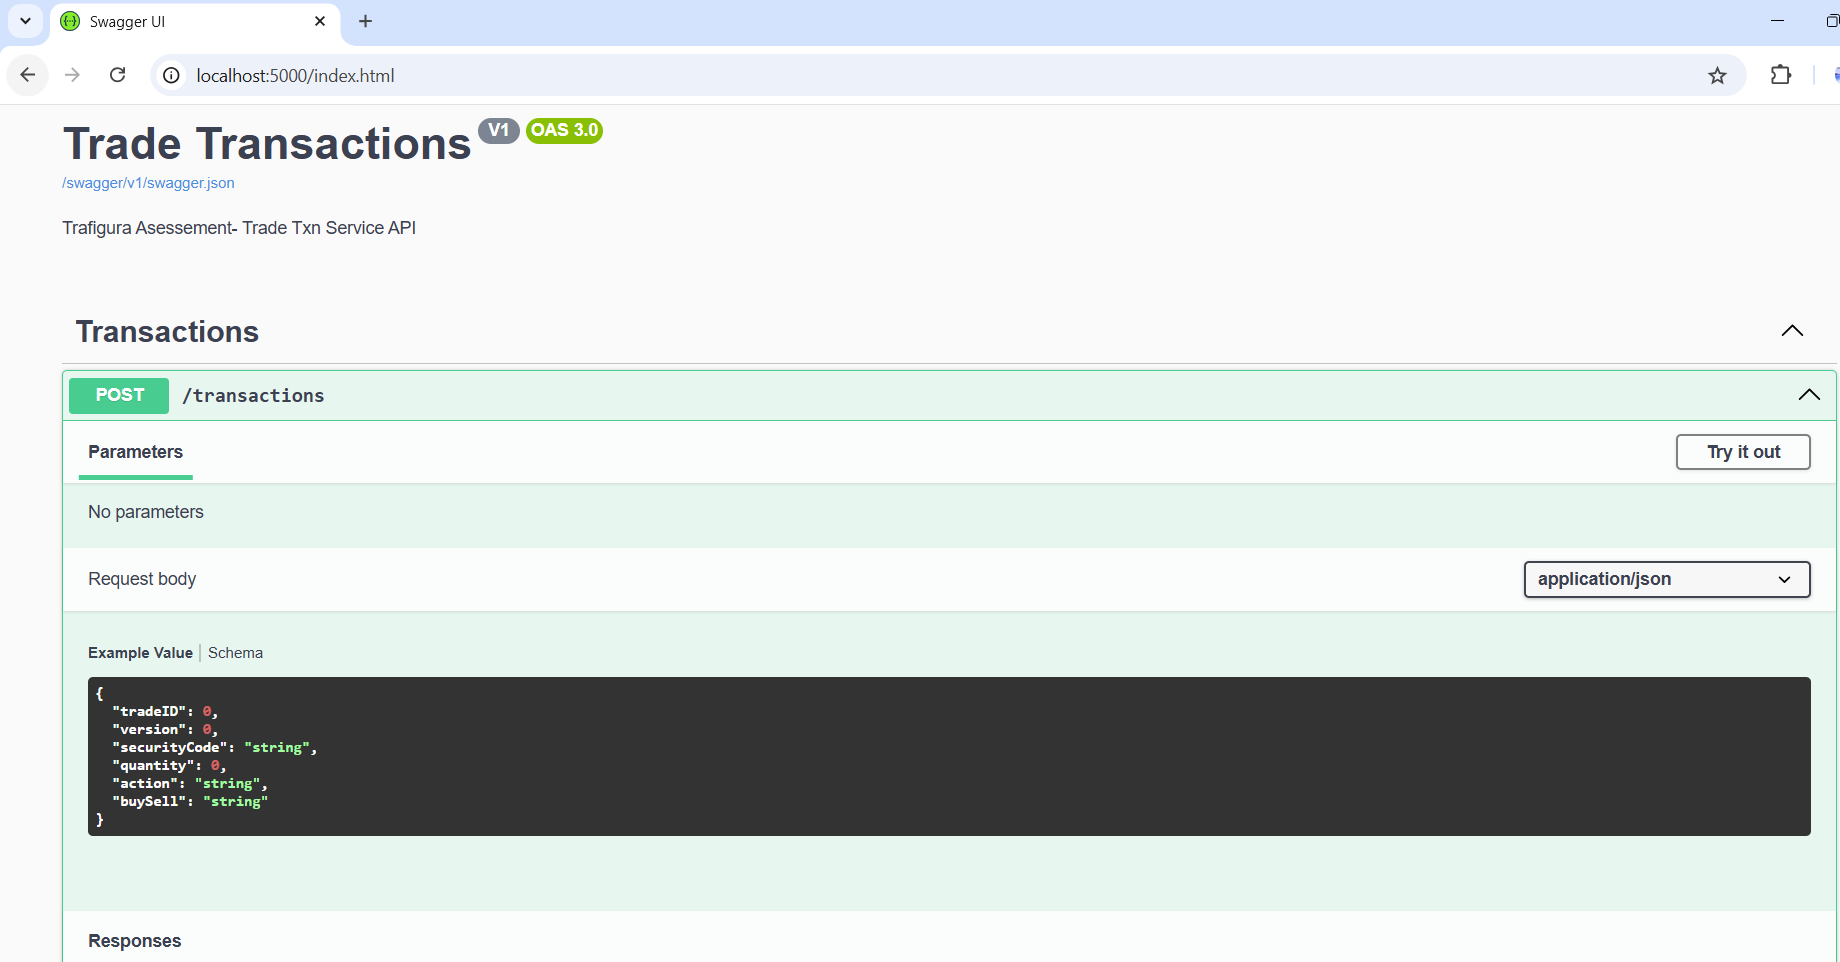 Swagger UI
localhost:5000/index.html
Trade Transactions V1 OAS 3.0
/swagger/v1/swagger.json
Trafigura Asessement- Trade Txn Service API
Transactions
POST /transactions
Parameters
Try it out
No parameters
Request body
application/json
Example Value | Schema
{
"tradeID": 0,
"version": 0,
"securityCode": "string",
"quantity": 0,
"action": "string",
"buySell": "string"
}
Responses